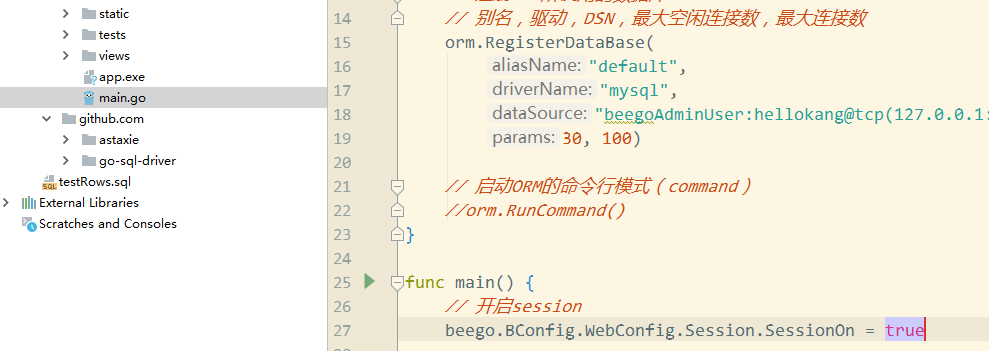 static
tests
views
app.exe
main.go
github.com
astaxie
go-sql-driver
testRows.sql
External Libraries
Scratches and Consoles
14 // 别名，驱动，DSN，最大空闲连接数，最大连接数
15 orm.RegisterDataBase(
16 aliasName: "default",
17 driverName: "mysql",
18 dataSource: "beegoAdminUser:hellokang@tcp(127.0.0.1:
19 params: 30, 100)
20
21 // 启动ORM的命令行模式（command）
22 //orm.RunCommand()
23 }
24
25 func main() {
26 // 开启session
27 beego.BConfig.WebConfig.Session.SessionOn = true